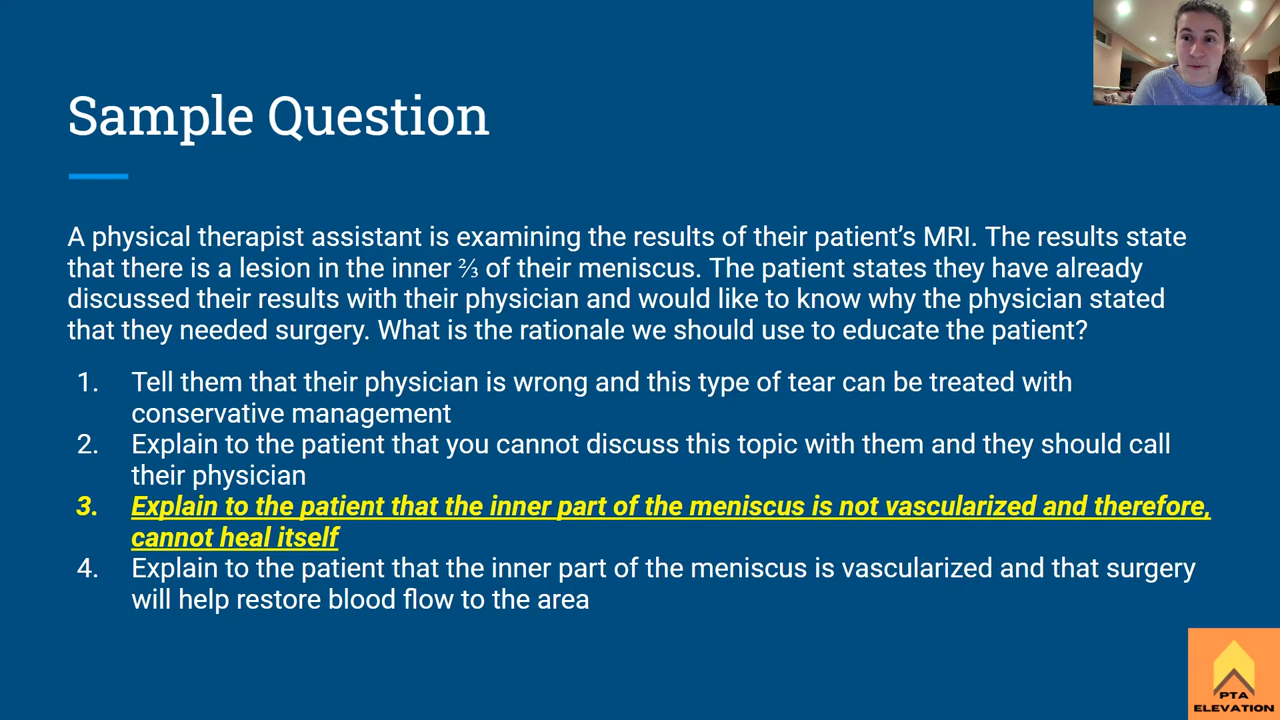 Sample Question
A physical therapist assistant is examining the results of their patient’s MRI. The results state
that there is a lesion in the inner ⅔ of their meniscus. The patient states they have already
discussed their results with their physician and would like to know why the physician stated
that they needed surgery. What is the rationale we should use to educate the patient?
1. Tell them that their physician is wrong and this type of tear can be treated with
conservative management
2. Explain to the patient that you cannot discuss this topic with them and they should call
their physician
3. Explain to the patient that the inner part of the meniscus is not vascularized and therefore,
cannot heal itself
4. Explain to the patient that the inner part of the meniscus is vascularized and that surgery
will help restore blood flow to the area
PTA
ELEVATION